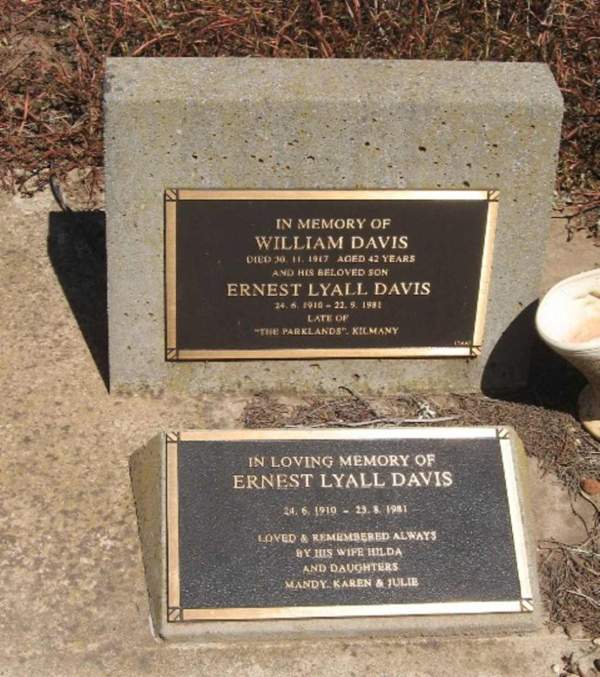 IN MEMORY OF
WILLIAM DAVIS
DIED 30. 11. 1917 AGED 42 YEARS
AND HIS BELOVED SON
ERNEST LYALL DAVIS
24. 6. 1910 - 22. 9. 1981
LATE OF
"THE PARKLANDS". KILMANY
IN LOVING MEMORY OF
ERNEST LYALL DAVIS
24. 6. 1910 - 23. 8. 1981
LOVED & REMEMBERED ALWAYS
BY HIS WIFE HILDA
AND DAUGHTERS
MANDY, KAREN & JULIE